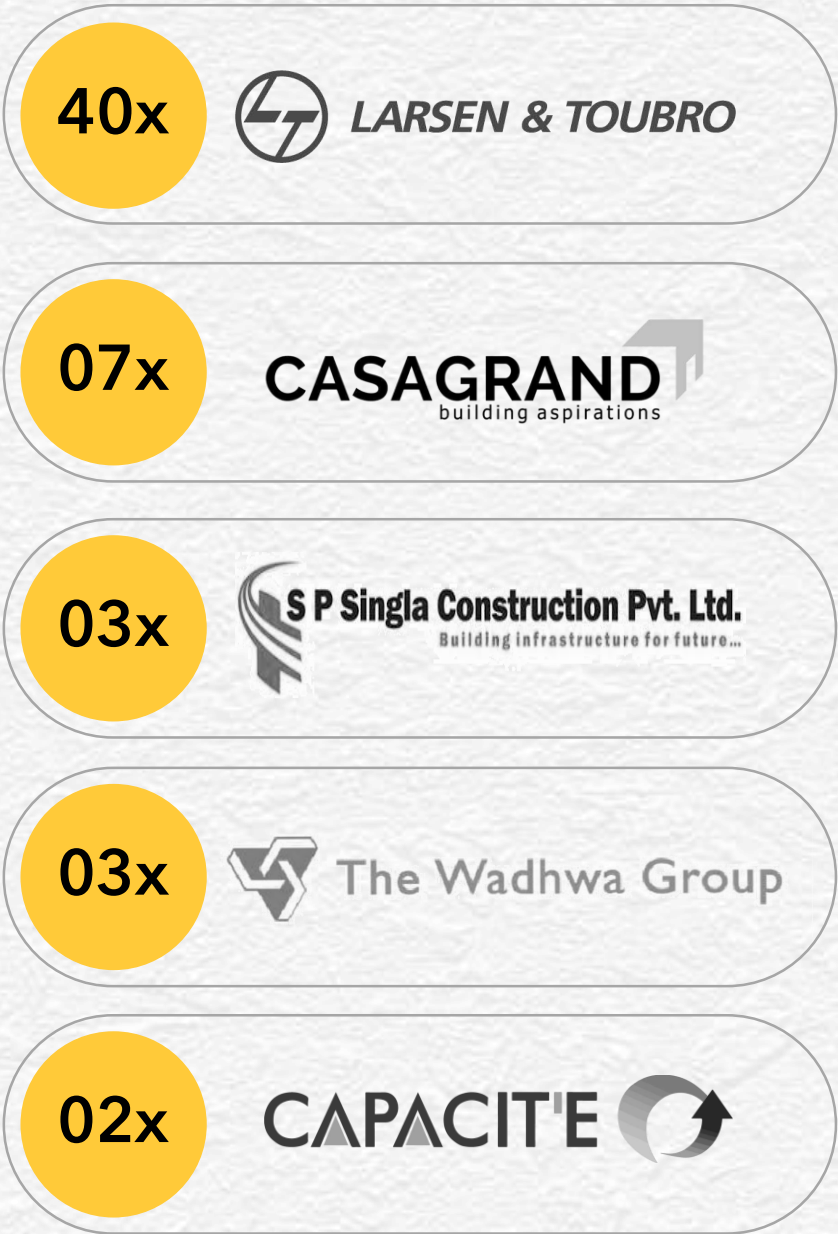 40x
LARSEN & TOUBRO
07x
CASAGRAND
building aspirations
03x
S P Singla Construction Pvt. Ltd.
Building infrastructure for future...
03x
The Wadhwa Group
02x
CAPACIT'E